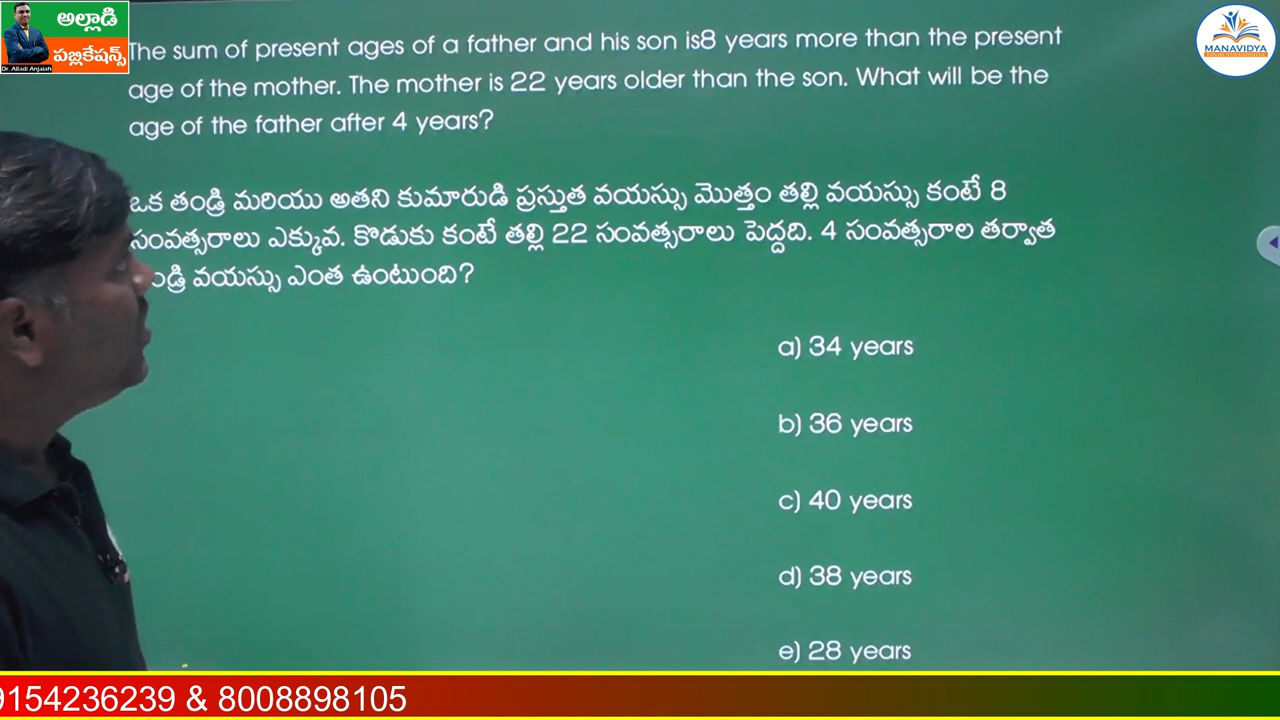 అల్లాడి
పబ్లికేషన్స్
Dr. Alladi Anjaiah
MANAVIDYA
The sum of present ages of a father and his son is8 years more than the present
age of the mother. The mother is 22 years older than the son. What will be the
age of the father after 4 years?
ఒక తండ్రి మరియు అతని కుమారుడి ప్రస్తుత వయస్సు మొత్తం తల్లి వయస్సు కంటే 8
సంవత్సరాలు ఎక్కువ. కొడుకు కంటే తల్లి 22 సంవత్సరాలు పెద్దది. 4 సంవత్సరాల తర్వాత
వయస్సు ఎంత ఉంటుంది?
a) 34 years
b) 36 years
c) 40 years
d) 38 years
e) 28 years
9154236239 & 8008898105